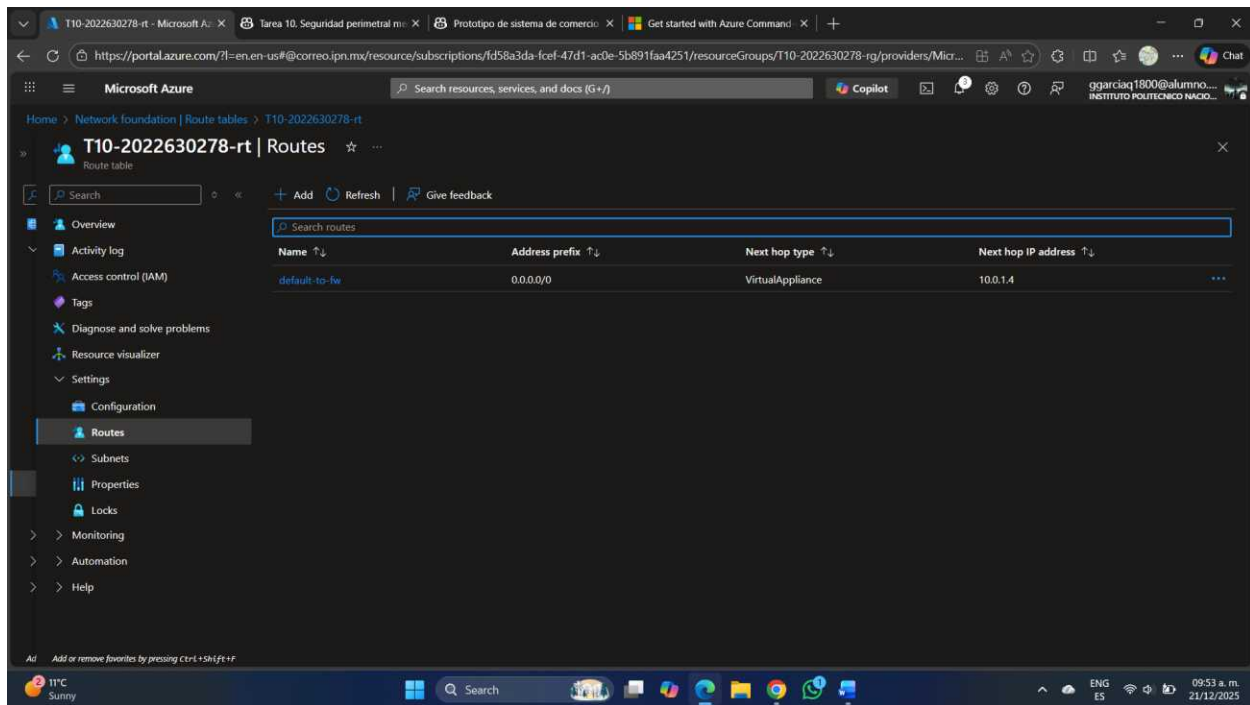 T10-2022630278-rt - Microsoft Az
Tarea 10. Seguridad perimetral me
Prototipo de sistema de comercio
Get started with Azure Command-
https://portal.azure.com/?l=en.en-us#@correo.ipn.mx/resource/subscriptions/fd58a3da-fcef-47d1-ac0e-5b891faa4251/resourceGroups/T10-2022630278-rg/providers/Micr...
Chat
Microsoft Azure
Search resources, services, and docs (G+/)
Copilot
3
ggarciaq1800@alumno....
INSTITUTO POLITECNICO NACIO...
Home > Network foundation | Route tables > T10-2022630278-rt
T10-2022630278-rt | Routes
Route table
Search
+ Add Refresh | Give feedback
Overview
Search routes
Activity log
Name Address prefix Next hop type Next hop IP address
Access control (IAM)
default-to-fw 0.0.0.0/0 VirtualAppliance 10.0.1.4
Tags
Diagnose and solve problems
Resource visualizer
Settings
Configuration
Routes
Subnets
Properties
Locks
Monitoring
Automation
Help
Ad
Add or remove favorites by pressing Ctrl+Shift+F
2
11°C
Sunny
Search
ENG
ES
09:53 a. m.
21/12/2025